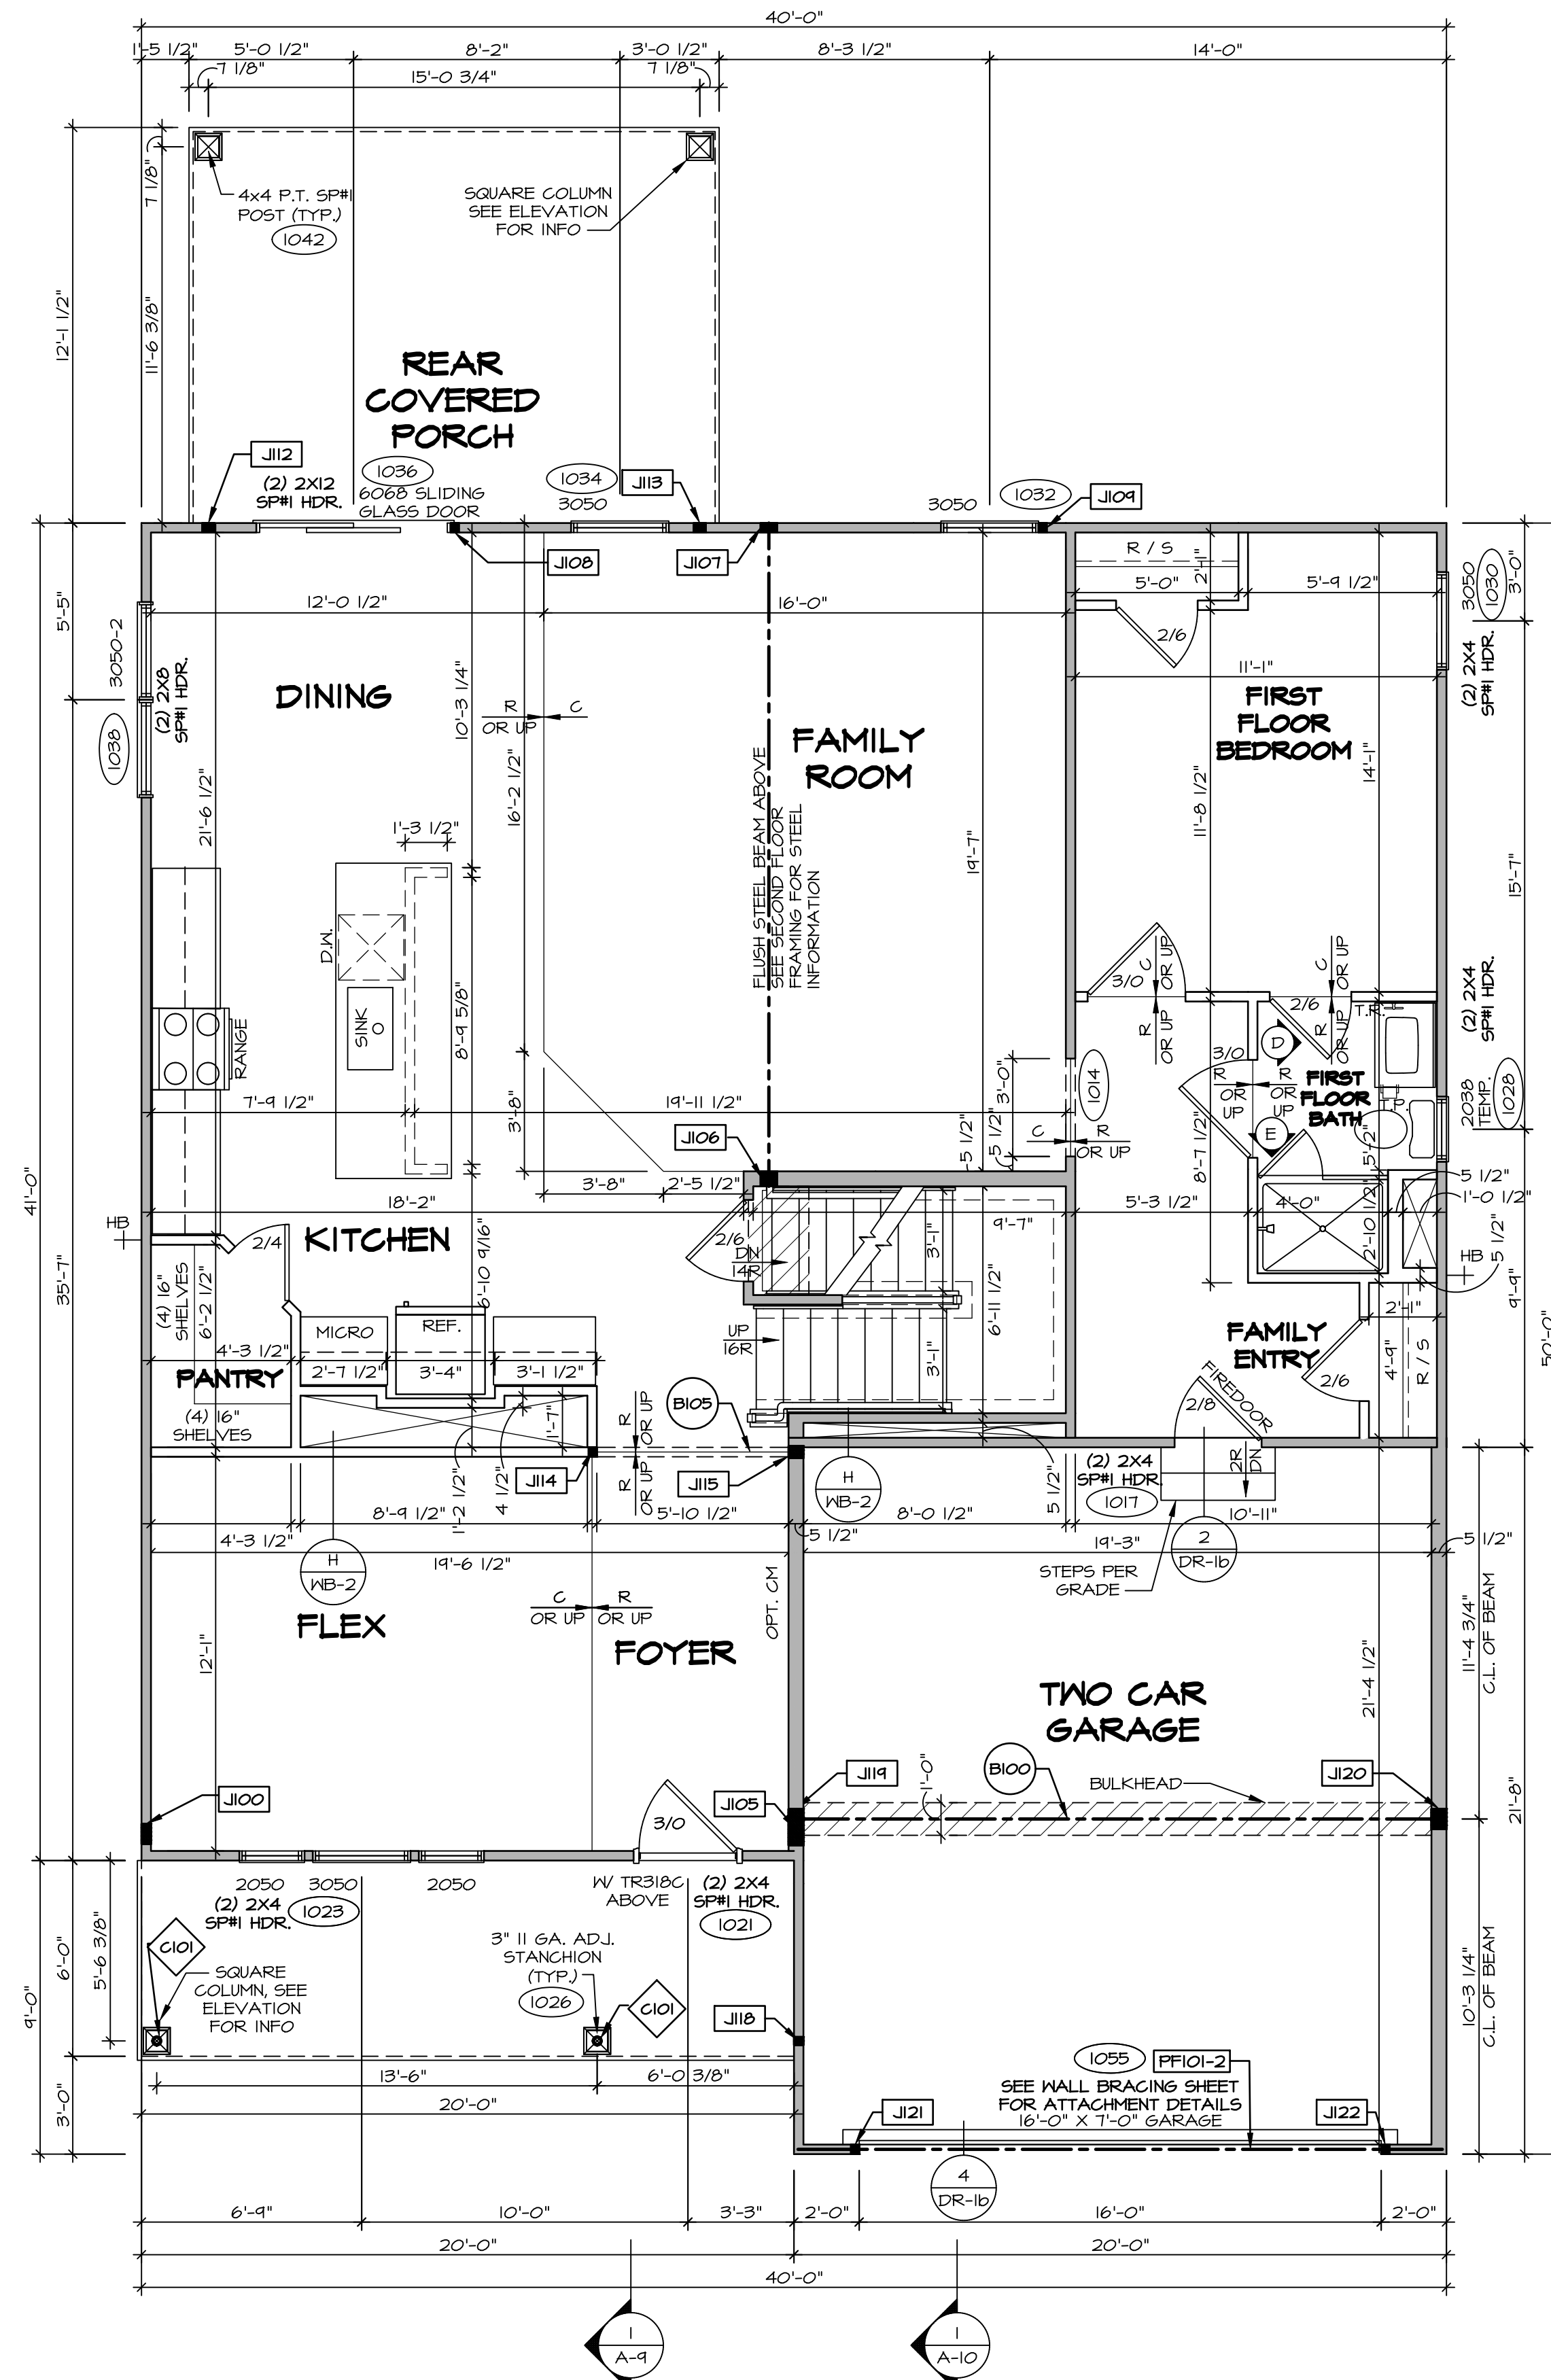 40'-0"
1'-5 1/2"
5'-0 1/2"
8'-2"
3'-0 1/2"
8'-3 1/2"
14'-0"
7 1/8"
7 1/8"
15'-0 3/4"
12'-1 1/2"
7 1/8"
11'-6 3/8"
4x4 P.T. SP#1
POST (TYP.)
1042
SQUARE COLUMN
SEE ELEVATION
FOR INFO
REAR
COVERED
PORCH
J112
(2) 2X12
SP#1 HDR.
1036
6068 SLIDING
GLASS DOOR
1034
3050
J113
3050
1032
J109
J108
J107
R / S
5'-0"
2'-1"
5'-9 1/2"
3050
1030
3'-0"
5'-5"
12'-0 1/2"
16'-0"
2/6
11'-1"
(2) 2X4
SP#1 HDR.
3050-2
1038
(2) 2X8
SP#1 HDR.
DINING
10'-3 1/4"
R
OR UP
C
16'-2 1/2"
FAMILY
ROOM
FIRST
FLOOR
BEDROOM
21'-6 1/2"
1'-3 1/2"
FLUSH STEEL BEAM ABOVE
SEE SECOND FLOOR
FRAMING FOR STEEL
INFORMATION
19'-7"
11'-8 1/2"
14'-1"
15'-7"
D.W.
SINK
RANGE
8'-9 5/8"
3/0
C
OR UP
R
OR UP
2/6
C
OR UP
R
OR UP
T.R.
(2) 2X4
SP#1 HDR.
2038
TEMP.
1028
D
3/0
R
OR
UP
R
OR
UP
FIRST
FLOOR
BATH
T.P.
E
7'-9 1/2"
3'-8"
19'-11 1/2"
3'-0"
1014
5 1/2"
5 1/2"
C
R
OR UP
J106
8'-7 1/2"
5'-2"
41'-0"
35'-7"
3'-8"
2'-5 1/2"
18'-2"
9'-7"
5'-3 1/2"
4'-0"
2'-10 1/2"
5 1/2"
1'-0 1/2"
5 1/2"
HB
HB
2/4
KITCHEN
6'-10 9/16"
2/6
DN
14R
3'-1"
6'-11 1/2"
UP
16R
3'-1"
(4) 16"
SHELVES
6'-2 1/2"
MICRO
REF.
4'-3 1/2"
2'-7 1/2"
3'-4"
3'-1 1/2"
PANTRY
(4) 16"
SHELVES
FAMILY
ENTRY
2'-1"
4'-9"
R / S
2/6
9'-9"
50'-0"
FIREDOOR
2/8
1'-7"
R
OR UP
R
OR UP
B105
J114
J115
H
WB-2
(2) 2X4
SP#1 HDR.
1017
2R
DN
5 1/2"
8'-9 1/2"
1'-2 1/2"
4 1/2"
5'-10 1/2"
5 1/2"
8'-0 1/2"
10'-11"
4'-3 1/2"
19'-6 1/2"
19'-3"
5 1/2"
H
WB-2
2
DR-1b
STEPS PER
GRADE
C
OR UP
R
OR UP
OPT. CM
FLEX
FOYER
12'-1"
TWO CAR
GARAGE
21'-4 1/2"
11'-4 3/4"
C.L. OF BEAM
J100
J105
J119
1'-0"
B100
BULKHEAD
J120
21'-8"
3/0
2050
3050
2050
(2) 2X4
SP#1 HDR.
1023
W/ TR318C
ABOVE
(2) 2X4
SP#1 HDR.
1021
C101
SQUARE
COLUMN, SEE
ELEVATION
FOR INFO
3" 11 GA. ADJ.
STANCHION
(TYP.)
1026
C101
J118
10'-3 1/4"
C.L. OF BEAM
9'-0"
6'-0"
5'-6 3/8"
3'-0"
13'-6"
6'-0 3/8"
20'-0"
1055
PF101-2
SEE WALL BRACING SHEET
FOR ATTACHMENT DETAILS
16'-0" X 7'-0" GARAGE
J121
J122
4
DR-1b
6'-9"
10'-0"
3'-3"
2'-0"
16'-0"
2'-0"
20'-0"
20'-0"
40'-0"
1
A-9
1
A-10